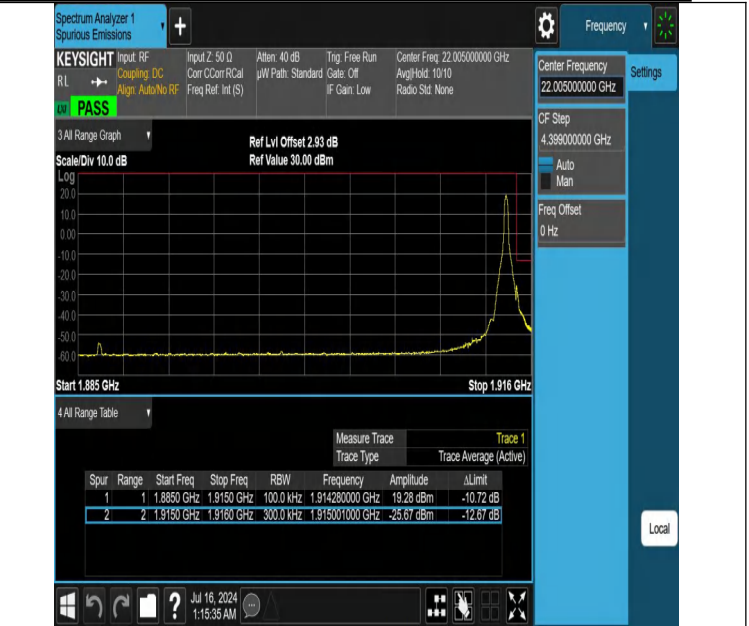 Spectrum Analyzer 1
Spurious Emissions
+
Frequency
KEYSIGHT Input: RF Input Z: 50 Ω Atten: 40 dB Trig: Free Run Center Freq: 22.005000000 GHz
RL Coupling: DC Corr CCorr RCal µW Path: Standard Gate: Off Avg|Hold: 10/10
Align: Auto/No RF Freq Ref: Int (S) IF Gain: Low Radio Std: None
LXI PASS
Center Frequency
22.005000000 GHz
Settings
CF Step
4.399000000 GHz
Auto
Man
Freq Offset
0 Hz
3 All Range Graph
Ref Lvl Offset 2.93 dB
Scale/Div 10.0 dB Ref Value 30.00 dBm
Log
20.0
10.0
0.00
-10.0
-20.0
-30.0
-40.0
-50.0
-60.0
Start 1.885 GHz Stop 1.916 GHz
4 All Range Table
Measure Trace Trace 1
Trace Type Trace Average (Active)
Spur Range Start Freq Stop Freq RBW Frequency Amplitude ΔLimit
1 1 1.8850 GHz 1.9150 GHz 100.0 kHz 1.914280000 GHz 19.28 dBm -10.72 dB
2 2 1.9150 GHz 1.9160 GHz 300.0 kHz 1.915001000 GHz -25.67 dBm -12.67 dB
Local
? Jul 16, 2024
1:15:35 AM